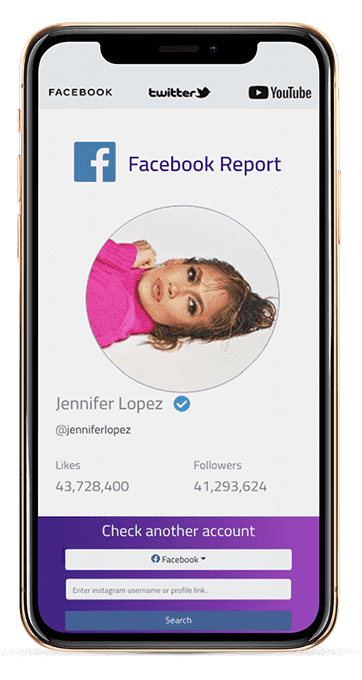 FACEBOOK twitter YouTube
f Facebook Report
Jennifer Lopez
@jenniferlopez
Likes Followers
43,728,400 41,293,624
Check another account
Facebook
Enter instagram username or profile link..
Search